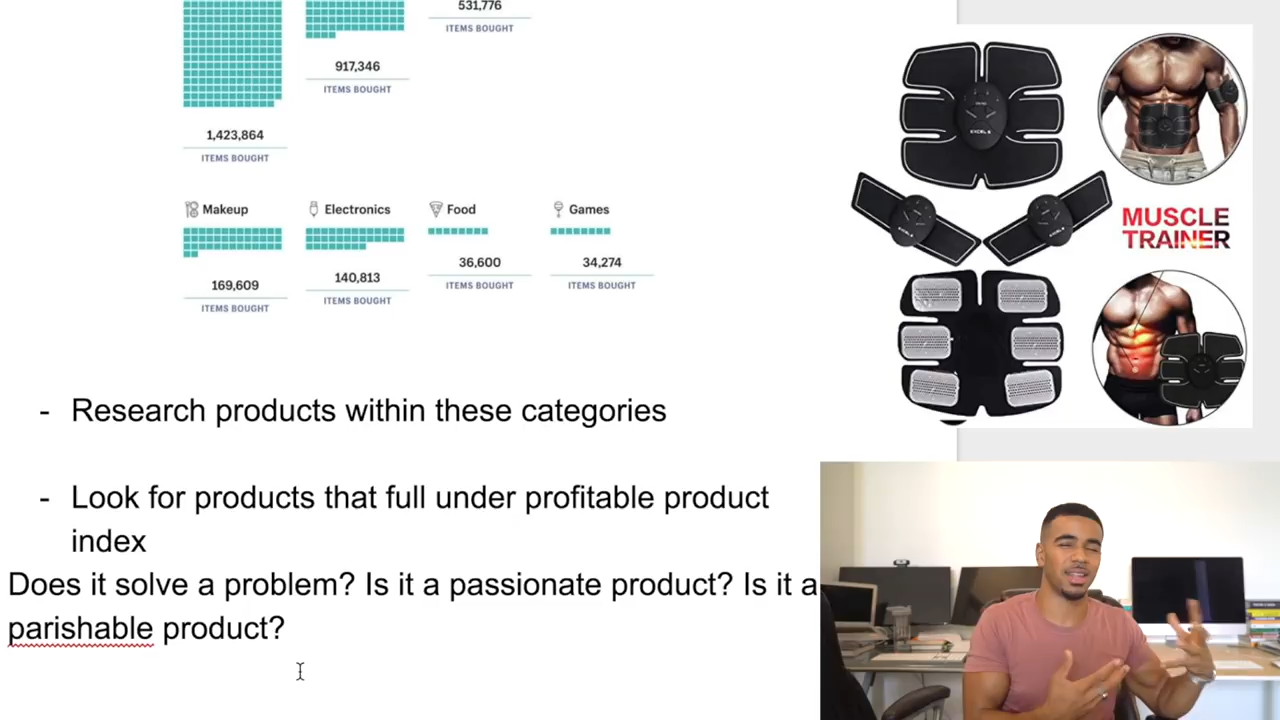 531,776
ITEMS BOUGHT
917,346
ITEMS BOUGHT
1,423,864
ITEMS BOUGHT
Makeup
Electronics
Food
Games
169,609
ITEMS BOUGHT
140,813
ITEMS BOUGHT
36,600
ITEMS BOUGHT
34,274
ITEMS BOUGHT
MUSCLE
TRAINER
- Research products within these categories
- Look for products that full under profitable product
index
Does it solve a problem? Is it a passionate product? Is it a
parishable product?